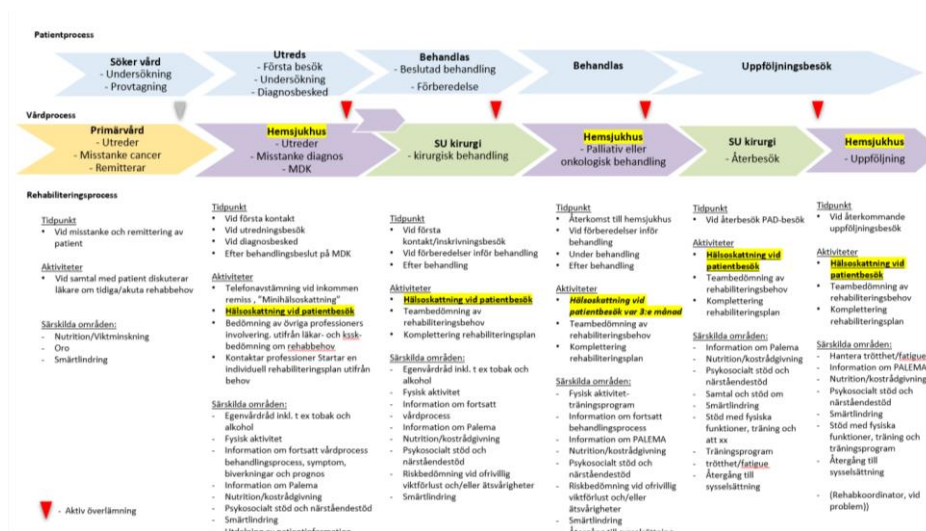 Patientprocess
Söker vård
- Undersökning
- Provtagning
Utreds
- Första besök
- Undersökning
- Diagnosbesked
Behandlas
- Beslutad behandling
- Förberedelse
Behandlas
Uppföljningsbesök
Vårdprocess
Primärvård
- Utreder
- Misstanke cancer
- Remitterar
Hemsjukhus
- Utreder
- Misstanke diagnos
- MDK
SU kirurgi
- kirurgisk behandling
Hemsjukhus
- Palliativ eller
onkologisk behandling
SU kirurgi
- Återbesök
Hemsjukhus
- Uppföljning
Rehabiliteringsprocess
Tidpunkt
• Vid misstanke och remittering av
patient
Aktiviteter
• Vid samtal med patient diskuterar
läkare om tidiga/akuta rehabbehov
Särskilda områden:
- Nutrition/Viktminskning
- Oro
- Smärtlindring
Tidpunkt
• Vid första kontakt
• Vid utredningsbesök
• Vid diagnosbesked
• Efter behandlingsbeslut på MDK
Aktiviteter
• Telefonavstämning vid inkommen
remiss , "Minihälsoskattning"
• Hälsoskattning vid patientbesök
• Bedömning av övriga professioners
involvering. utifrån läkar- och kssk-
bedömning om rehabbehov
• Kontaktar professioner Startar en
individuell rehabiliteringsplan utifrån
behov
Särskilda områden:
- Egenvårdråd inkl. t ex tobak och
alkohol
- Fysisk aktivitet
- Information om fortsatt vårdprocess
behandlingsprocess, symptom,
biverkningar och prognos
- Information om Palema
- Nutrition/kostrådgivning
- Psykosocialt stöd och närståendestöd
- Smärtlindring
Tidpunkt
• Vid första
kontakt/inskrivningsbesök
• Vid förberedelser inför behandling
• Efter behandling
Aktiviteter
• Hälsoskattning vid patientbesök
• Teambedömning av
rehabiliteringsbehov
• Komplettering rehabiliteringsplan
Särskilda områden:
- Egenvårdråd inkl. t ex tobak och
alkohol
- Fysisk aktivitet
- Information om fortsatt
- vårdprocess
- Information om Palema
- Nutrition/kostrådgivning
- Psykosocialt stöd och
närståendestöd
- Riskbedömning vid ofrivillig
viktförlust och/eller ätsvårigheter
- Smärtlindring
Tidpunkt
• Återkomst till hemsjukhus
• Vid förberedelser inför
behandling
• Under behandling
• Efter behandling
Aktiviteter
• Hälsoskattning vid
patientbesök var 3:e månad
• Teambedömning av
rehabiliteringsbehov
• Komplettering
rehabiliteringsplan
Särskilda områden:
- Fysisk aktivitet-
träningsprogram
- Information om fortsatt
behandlingsprocess
- Information om PALEMA
- Nutrition/kostrådgivning
- Psykosocialt stöd och
närståendestöd
- Riskbedömning vid ofrivillig
viktförlust och/eller
ätsvårigheter
- Smärtlindring
Tidpunkt
• Vid återbesök PAD-besök
Aktiviteter
• Hälsoskattning vid
patientbesök
• Teambedömning av
rehabiliteringsbehov
• Komplettering
rehabiliteringsplan
Särskilda områden:
- Information om Palema
- Nutrition/kostrådgivning
- Psykosocialt stöd och
närståendestöd
- Samtal och stöd om
- Smärtlindring
- Stöd med fysiska
funktioner, träning och
att xx
- Träningsprogram
- trötthet/fatigue
- Återgång till
sysselsättning
Tidpunkt
• Vid återkommande
uppföljningsbesök
Aktiviteter
• Hälsoskattning vid
patientbesök
• Teambedömning av
rehabiliteringsbehov
• Komplettering
rehabiliteringsplan
Särskilda områden:
- Hantera trötthet/fatigue
- Information om PALEMA
- Nutrition/kostrådgivning
- Psykosocialt stöd och
närståendestöd
- Smärtlindring
- Stöd med fysiska
funktioner, träning och
träningsprogram
- Återgång till
sysselsättning
- (Rehabkoordinator, vid
problem))
- Aktiv överlämning